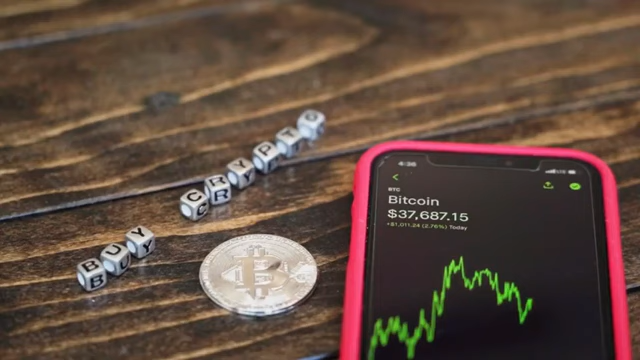 BUY CRYPTO
4:36
BTC
Bitcoin
$37,687.15
+$1,011.24 (2.76%) Today